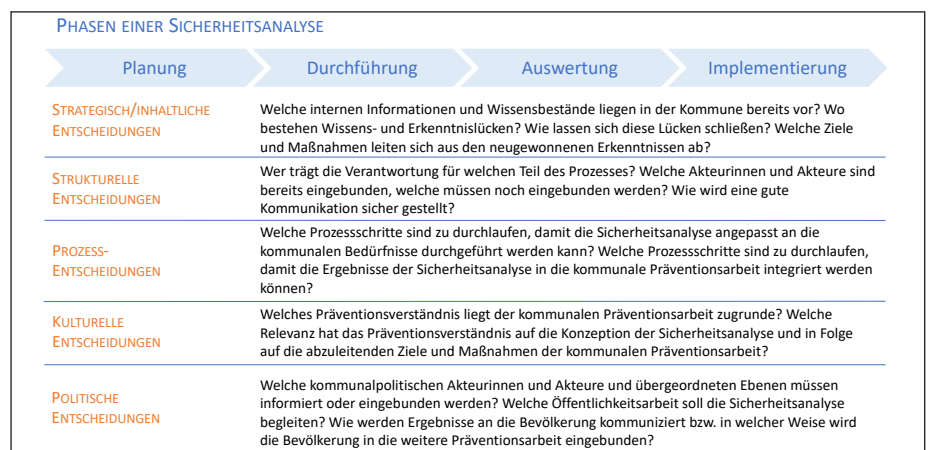 PHASEN EINER SICHERHEITSANALYSE
Planung Durchführung Auswertung Implementierung
STRATEGISCH/INHALTLICHE
ENTSCHEIDUNGEN
Welche internen Informationen und Wissensbestände liegen in der Kommune bereits vor? Wo
bestehen Wissens- und Erkenntnislücken? Wie lassen sich diese Lücken schließen? Welche Ziele
und Maßnahmen leiten sich aus den neugewonnenen Erkenntnissen ab?
STRUKTURELLE
ENTSCHEIDUNGEN
Wer trägt die Verantwortung für welchen Teil des Prozesses? Welche Akteurinnen und Akteure sind
bereits eingebunden, welche müssen noch eingebunden werden? Wie wird eine gute
Kommunikation sicher gestellt?
PROZESS-
ENTSCHEIDUNGEN
Welche Prozessschritte sind zu durchlaufen, damit die Sicherheitsanalyse angepasst an die
kommunalen Bedürfnisse durchgeführt werden kann? Welche Prozessschritte sind zu durchlaufen,
damit die Ergebnisse der Sicherheitsanalyse in die kommunale Präventionsarbeit integriert werden
können?
KULTURELLE
ENTSCHEIDUNGEN
Welches Präventionsverständnis liegt der kommunalen Präventionsarbeit zugrunde? Welche
Relevanz hat das Präventionsverständnis auf die Konzeption der Sicherheitsanalyse und in Folge
auf die abzuleitenden Ziele und Maßnahmen der kommunalen Präventionsarbeit?
POLITISCHE
ENTSCHEIDUNGEN
Welche kommunalpolitischen Akteurinnen und Akteure und übergeordneten Ebenen müssen
informiert oder eingebunden werden? Welche Öffentlichkeitsarbeit soll die Sicherheitsanalyse
begleiten? Wie werden Ergebnisse an die Bevölkerung kommuniziert bzw. in welcher Weise wird
die Bevölkerung in die weitere Präventionsarbeit eingebunden?